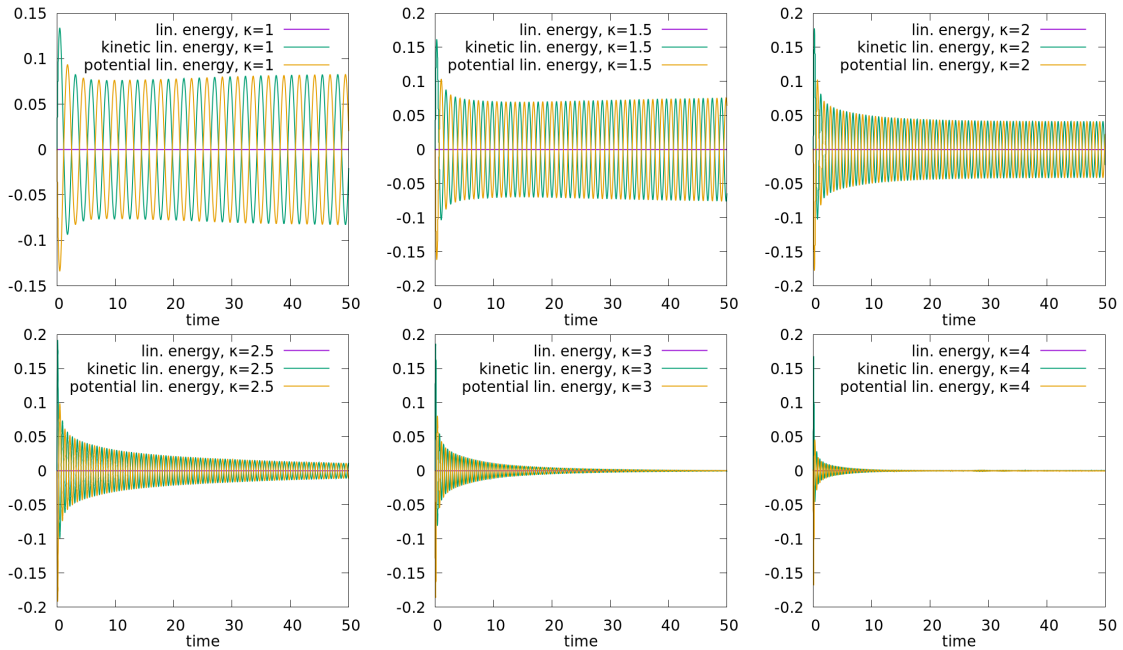 0.15
0.1
0.05
0
-0.05
-0.1
-0.15
lin. energy, κ=1
kinetic lin. energy, κ=1
potential lin. energy, κ=1
0 10 20 30 40 50
time
0.2
0.15
0.1
0.05
0
-0.05
-0.1
-0.15
-0.2
lin. energy, κ=1.5
kinetic lin. energy, κ=1.5
potential lin. energy, κ=1.5
0 10 20 30 40 50
time
0.2
0.15
0.1
0.05
0
-0.05
-0.1
-0.15
-0.2
lin. energy, κ=2
kinetic lin. energy, κ=2
potential lin. energy, κ=2
0 10 20 30 40 50
time
0.2
0.15
0.1
0.05
0
-0.05
-0.1
-0.15
-0.2
lin. energy, κ=2.5
kinetic lin. energy, κ=2.5
potential lin. energy, κ=2.5
0 10 20 30 40 50
time
0.2
0.15
0.1
0.05
0
-0.05
-0.1
-0.15
-0.2
lin. energy, κ=3
kinetic lin. energy, κ=3
potential lin. energy, κ=3
0 10 20 30 40 50
time
0.2
0.15
0.1
0.05
0
-0.05
-0.1
-0.15
-0.2
lin. energy, κ=4
kinetic lin. energy, κ=4
potential lin. energy, κ=4
0 10 20 30 40 50
time